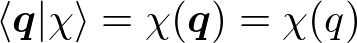 ⟨𝒒|χ⟩ = χ(𝒒) = χ(q)